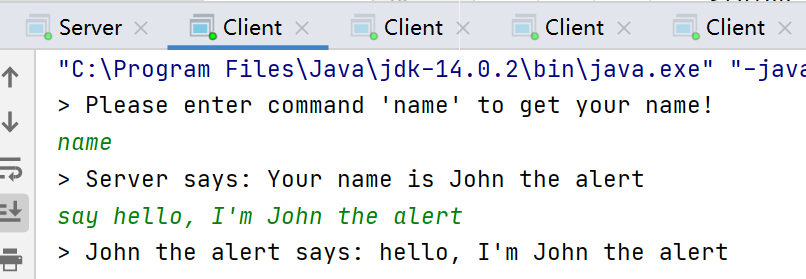 Server Client Client Client Client
"C:\Program Files\Java\jdk-14.0.2\bin\java.exe" "-java
> Please enter command 'name' to get your name!
name
> Server says: Your name is John the alert
say hello, I'm John the alert
> John the alert says: hello, I'm John the alert